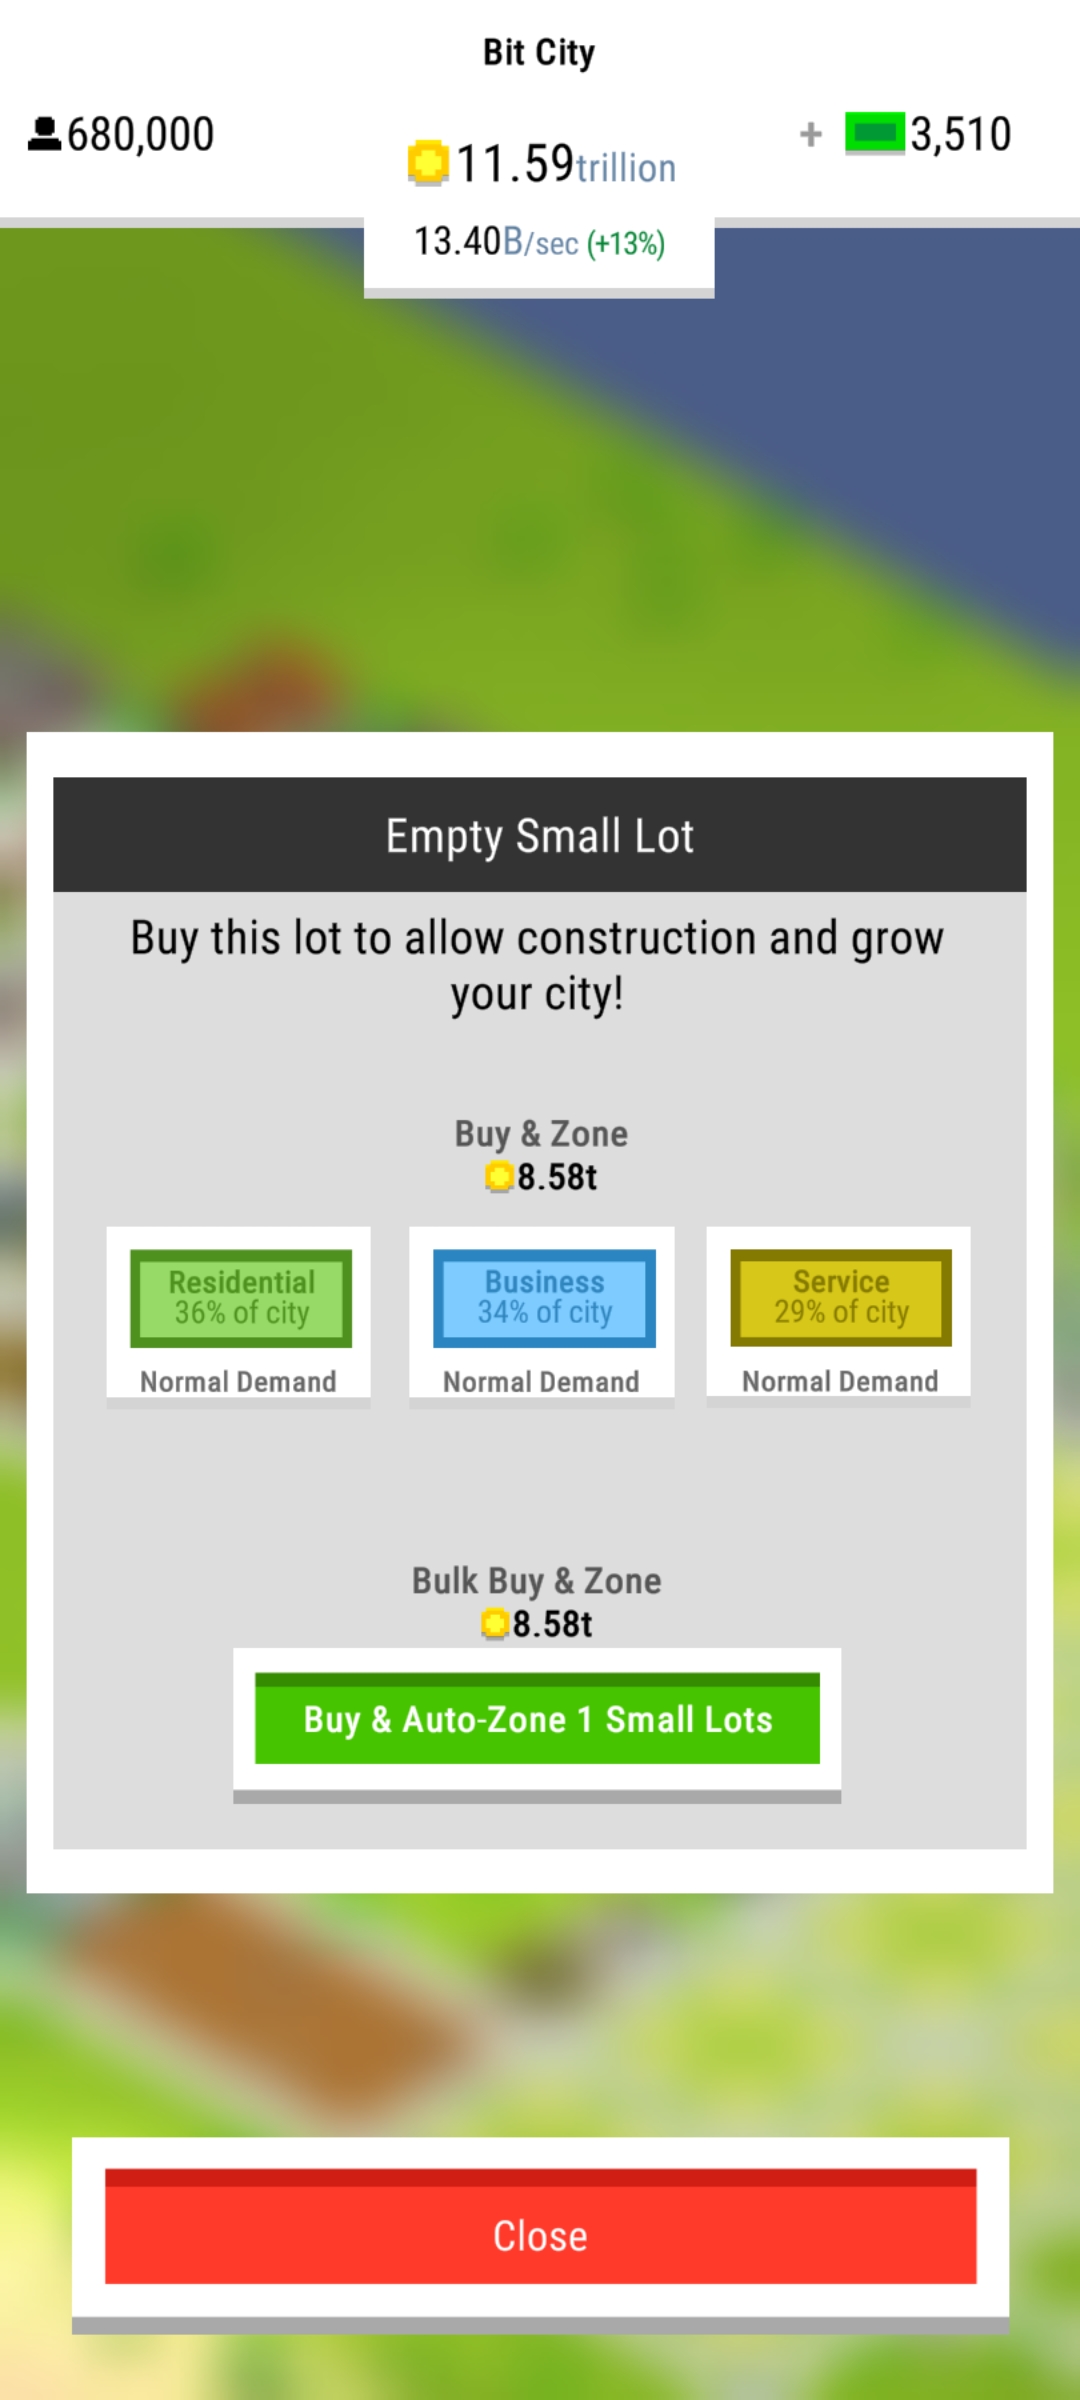 Bit City
680,000
11.59trillion
+ 3,510
13.40B/sec (+13%)
Empty Small Lot
Buy this lot to allow construction and grow
your city!
Buy & Zone
8.58t
Residential
36% of city
Normal Demand
Business
34% of city
Normal Demand
Service
29% of city
Normal Demand
Bulk Buy & Zone
8.58t
Buy & Auto-Zone 1 Small Lots
Close